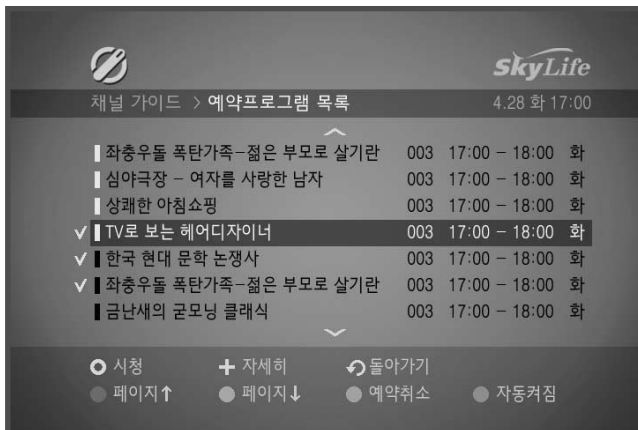 SkyLife
채널 가이드 > 예약프로그램 목록 4.28 화 17:00
좌충우돌 폭탄가족-젊은 부모로 살기란 003 17:00 - 18:00 화
심야극장 - 여자를 사랑한 남자 003 17:00 - 18:00 화
상쾌한 아침쇼핑 003 17:00 - 18:00 화
TV로 보는 헤어디자이너 003 17:00 - 18:00 화
한국 현대 문학 논쟁사 003 17:00 - 18:00 화
좌충우돌 폭탄가족-젊은 부모로 살기란 003 17:00 - 18:00 화
금난새의 굳모닝 클래식 003 17:00 - 18:00 화
시청 자세히 돌아가기
페이지↑ 페이지↓ 예약취소 자동켜짐